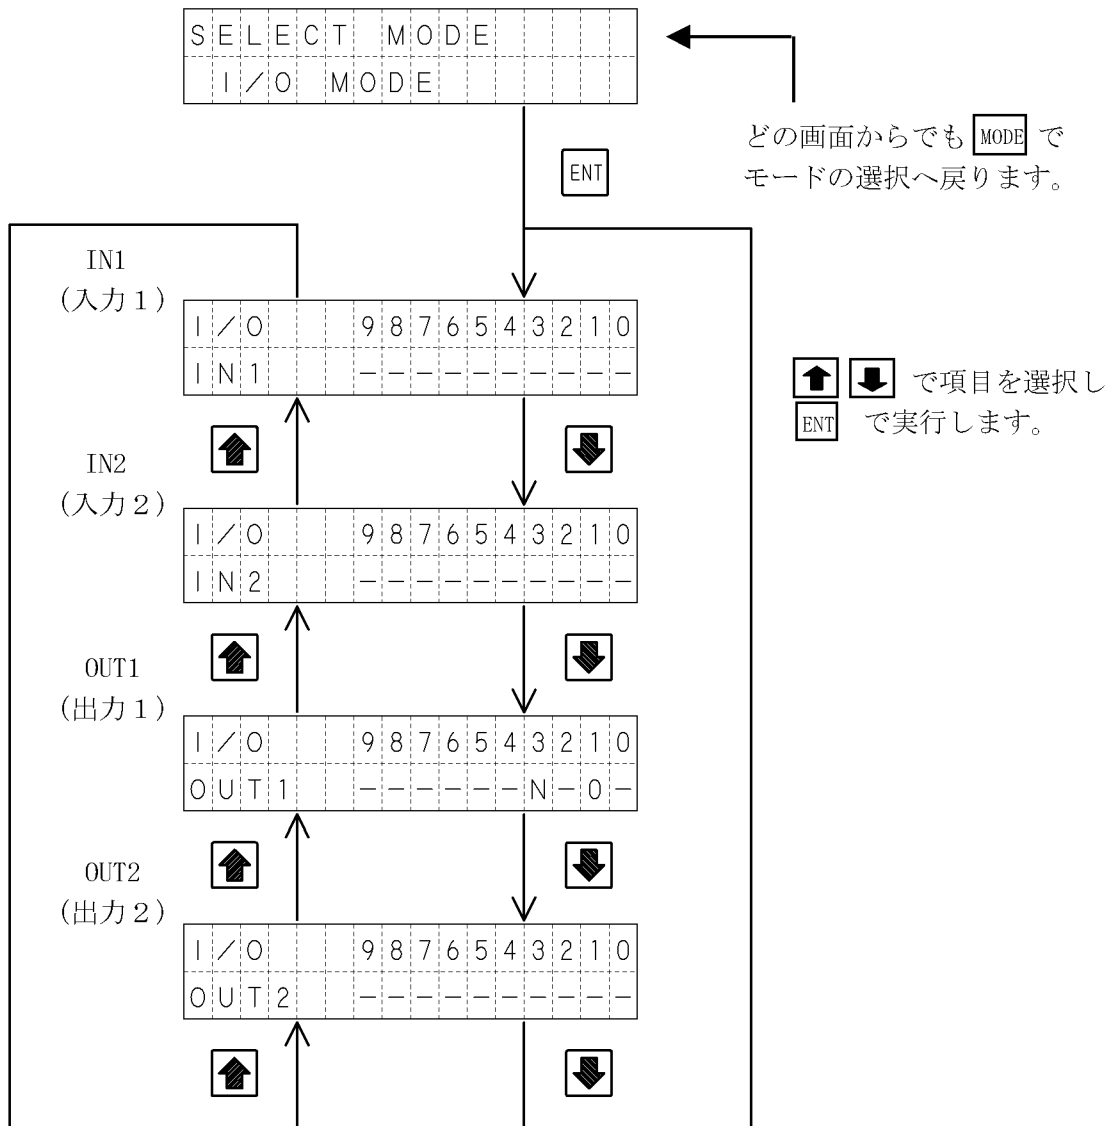 SELECT MODE
I/O MODE
どの画面からでも MODE で
モードの選択へ戻ります。
ENT
IN1
(入力１)
I/O 9876543210
IN1 ----------
で項目を選択し
ENT で実行します。
IN2
(入力２)
I/O 9876543210
IN2 ----------
OUT1
(出力１)
I/O 9876543210
OUT1 ------N-0-
OUT2
(出力２)
I/O 9876543210
OUT2 ----------